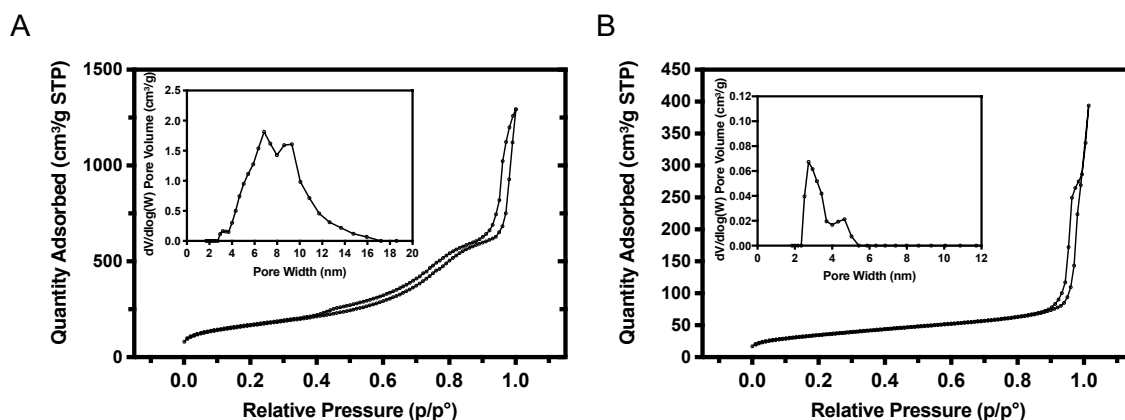 A
Quantity Adsorbed (cm³/g STP)
1500
1000
500
250
0
0.0 0.2 0.4 0.6 0.8 1.0
Relative Pressure (p/p°)
dV/dlog(W) Pore Volume (cm³/g)
2.5
2.0
1.5
1.0
0.5
0.0
0 2 4 6 8 10 12 14 16 18 20
Pore Width (nm)
B
Quantity Adsorbed (cm³/g STP)
450
400
350
300
250
200
150
100
50
0
0.0 0.2 0.4 0.6 0.8 1.0
Relative Pressure (p/p°)
dV/dlog(W) Pore Volume (cm³/g)
0.12
0.10
0.08
0.06
0.04
0.02
0.00
0 2 4 6 8 10 12
Pore Width (nm)